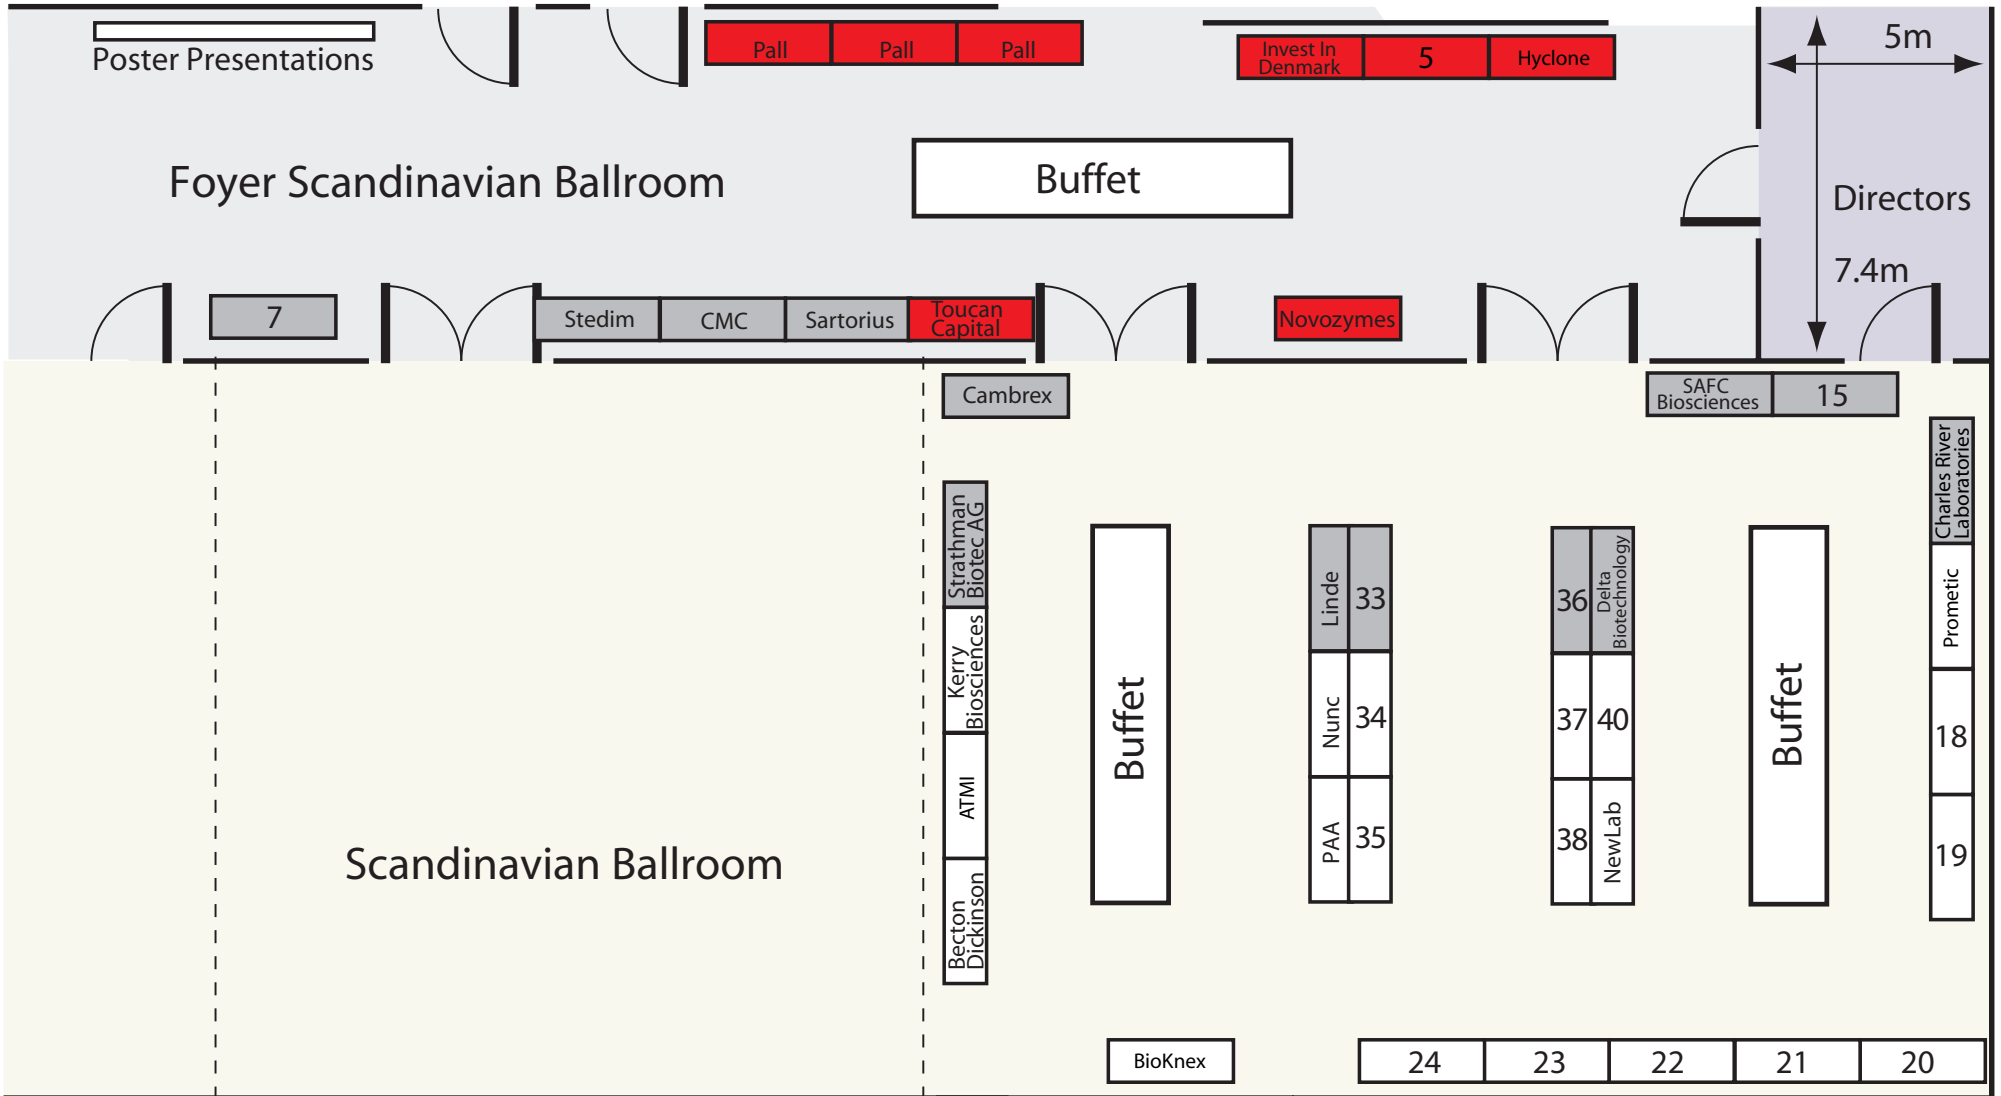 Poster Presentations
Pall
Pall
Pall
Invest In
Denmark
5
Hyclone
5m
Foyer Scandinavian Ballroom
Buffet
Directors
7.4m
7
Stedim
CMC
Sartorius
Toucan
Capital
Novozymes
Cambrex
SAFC
Biosciences
15
Charles River
Laboratories
Strathman
Biotec AG
Linde
33
36
Delta
Biotechnology
Prometic
Kerry
Biosciences
Buffet
Nunc
34
37
40
Buffet
18
ATMI
PAA
35
38
NewLab
19
Scandinavian Ballroom
Becton
Dickinson
BioKnex
24
23
22
21
20